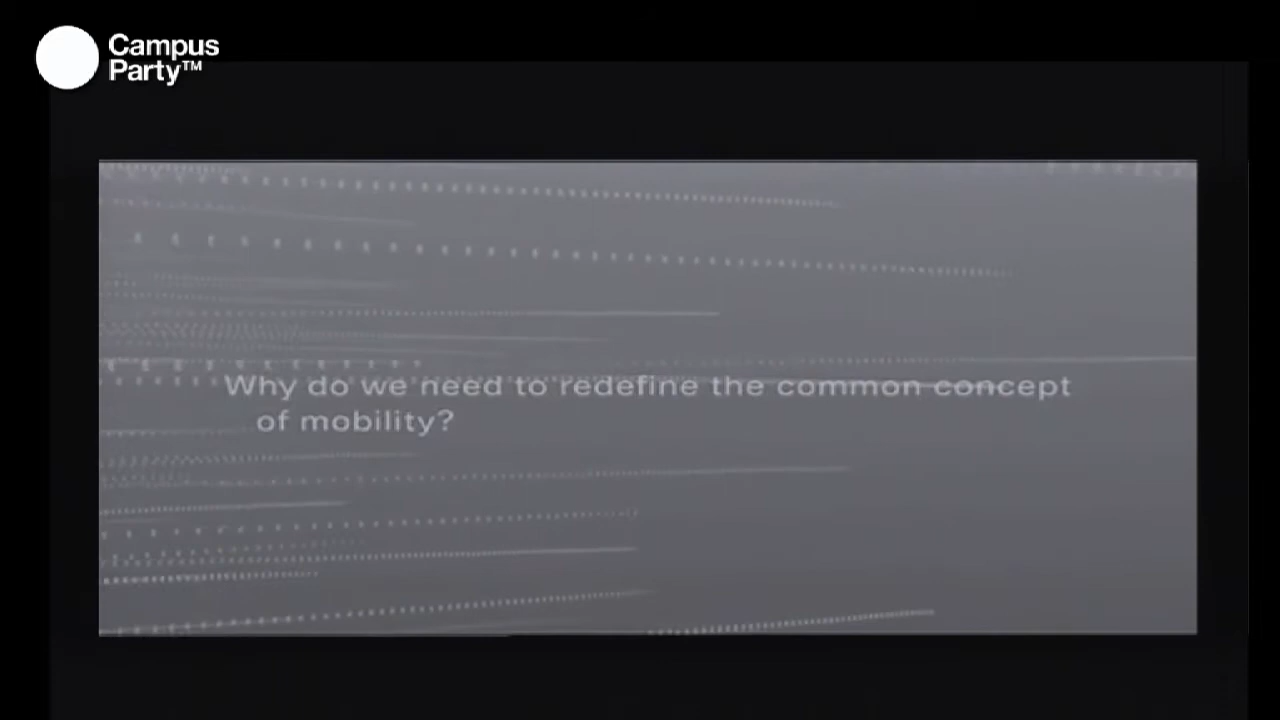 Campus
Party™
Why do we need to redefine the common concept
of mobility?